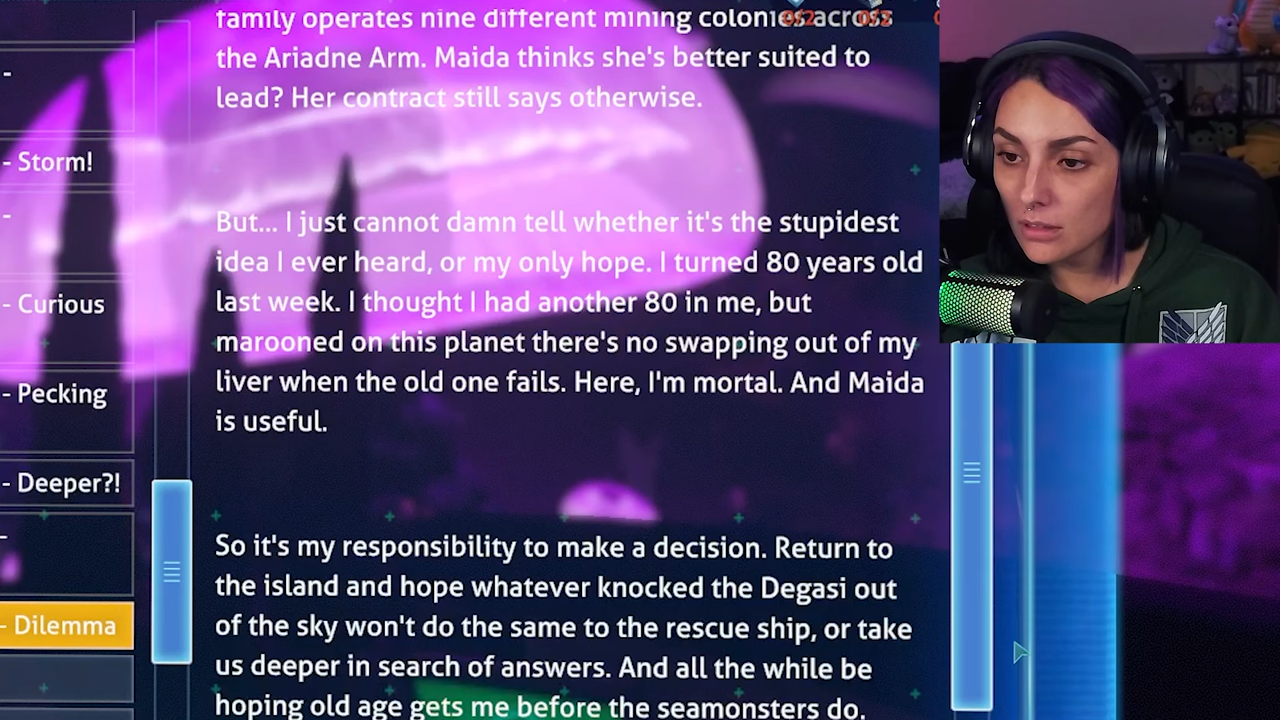 family operates nine different mining colonies across
the Ariadne Arm. Maida thinks she's better suited to
lead? Her contract still says otherwise.
But... I just cannot damn tell whether it's the stupidest
idea I ever heard, or my only hope. I turned 80 years old
last week. I thought I had another 80 in me, but
marooned on this planet there's no swapping out of my
liver when the old one fails. Here, I'm mortal. And Maida
is useful.
So it's my responsibility to make a decision. Return to
the island and hope whatever knocked the Degasi out
of the sky won't do the same to the rescue ship, or take
us deeper in search of answers. And all the while be
hoping old age gets me before the seamonsters do.
-
- Storm!
-
- Curious
- Pecking
- Deeper?!
-
- Dilemma
0/2
0/2